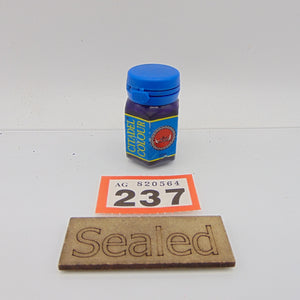 CITADEL
COLOUR
AG S20564
237
Sealed